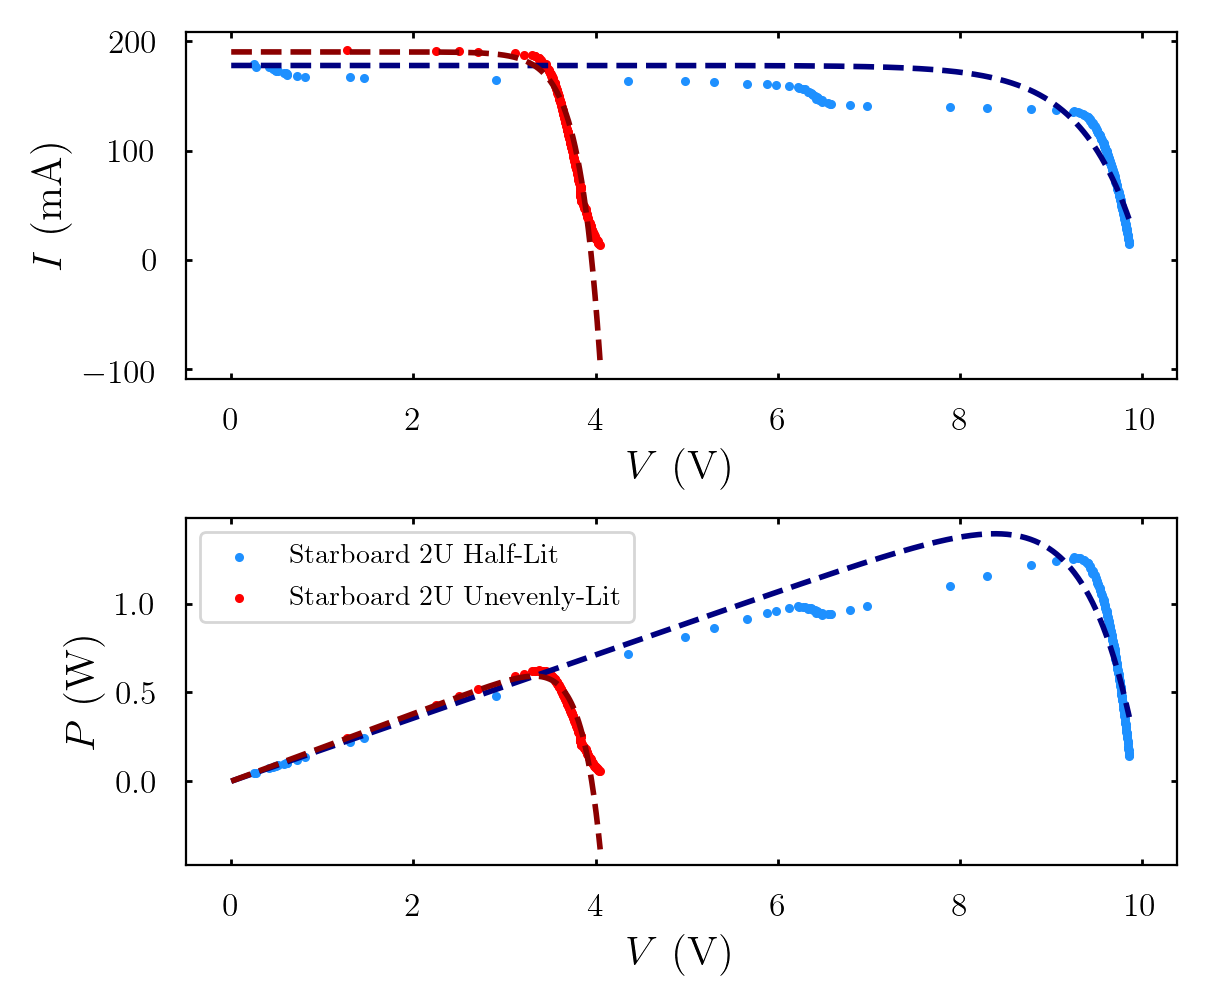 200
100
0
−100
I (mA)
0 2 4 6 8 10
V (V)
Starboard 2U Half-Lit
Starboard 2U Unevenly-Lit
1.0
0.5
0.0
P (W)
0 2 4 6 8 10
V (V)